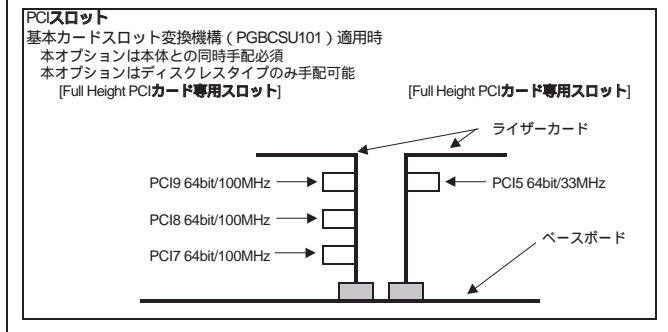 PCIスロット
基本カードスロット変換機構（PGBCSU101）適用時
本オプションは本体との同時手配必須
本オプションはディスクレスタイプのみ手配可能
[Full Height PCIカード専用スロット]
[Full Height PCIカード専用スロット]
ライザーカード
PCI9 64bit/100MHz
PCI5 64bit/33MHz
PCI8 64bit/100MHz
ベースボード
PCI7 64bit/100MHz